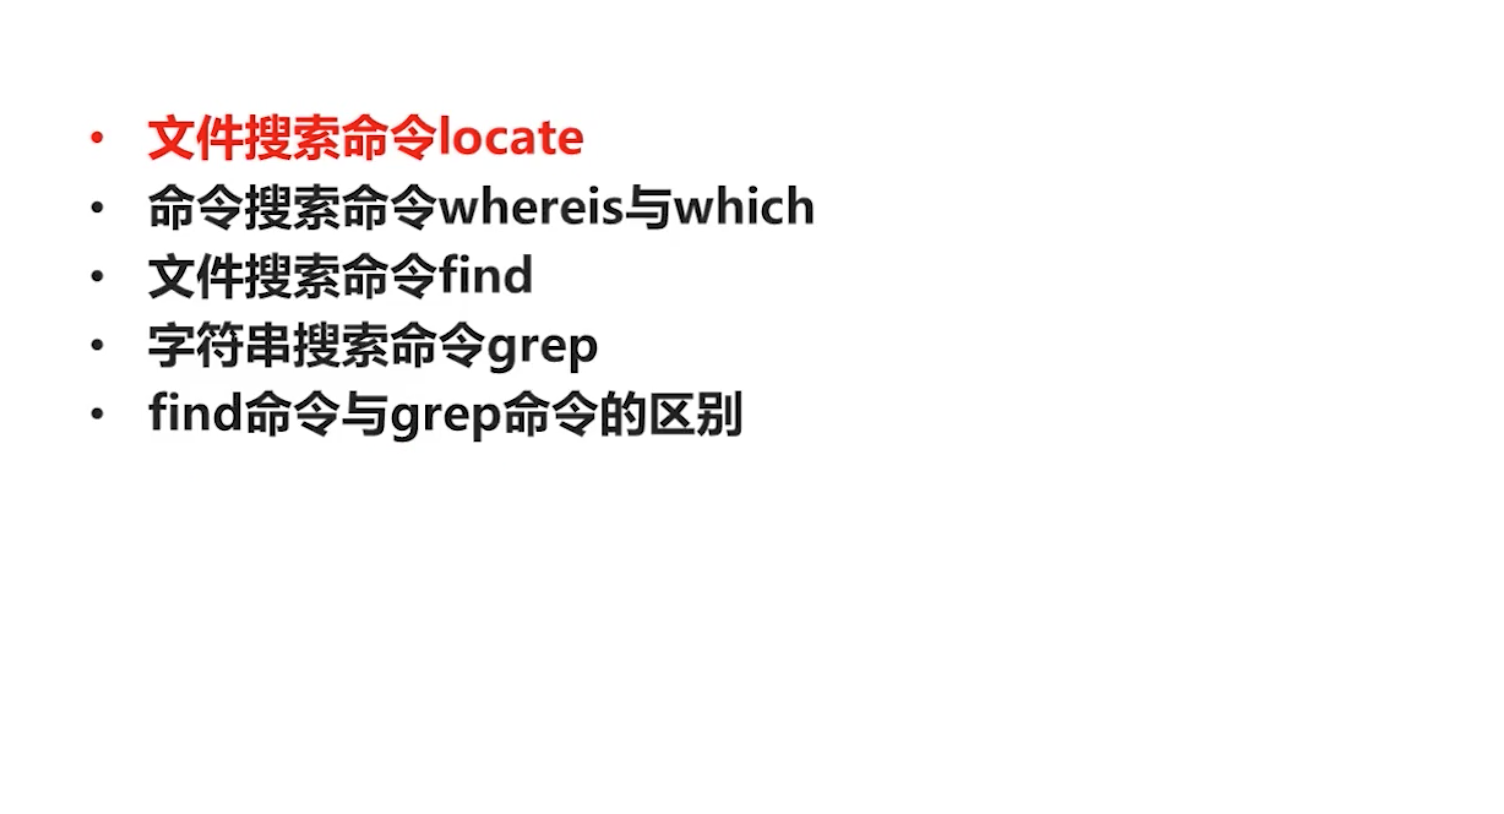 • 文件搜索命令locate
• 命令搜索命令whereis与which
• 文件搜索命令find
• 字符串搜索命令grep
• find命令与grep命令的区别